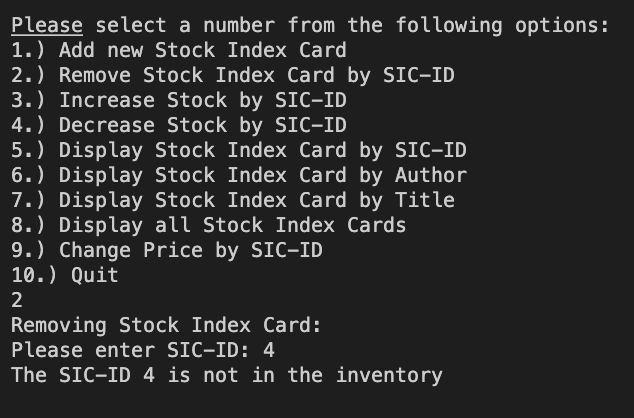 Please select a number from the following options:
1.) Add new Stock Index Card
2.) Remove Stock Index Card by SIC-ID
3.) Increase Stock by SIC-ID
4.) Decrease Stock by SIC-ID
5.) Display Stock Index Card by SIC-ID
6.) Display Stock Index Card by Author
7.) Display Stock Index Card by Title
8.) Display all Stock Index Cards
9.) Change Price by SIC-ID
10.) Quit
2
Removing Stock Index Card:
Please enter SIC-ID: 4
The SIC-ID 4 is not in the inventory